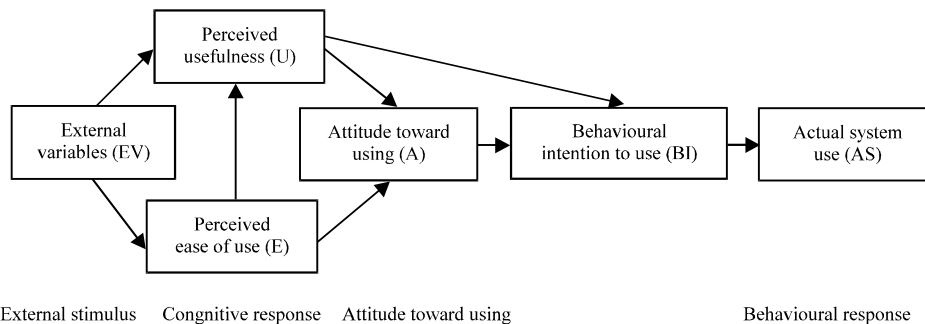 Perceived
usefulness (U)
External
variables (EV)
Attitude toward
using (A)
Behavioural
intention to use (BI)
Actual system
use (AS)
Perceived
ease of use (E)
External stimulus
Congnitive response
Attitude toward using
Behavioural response